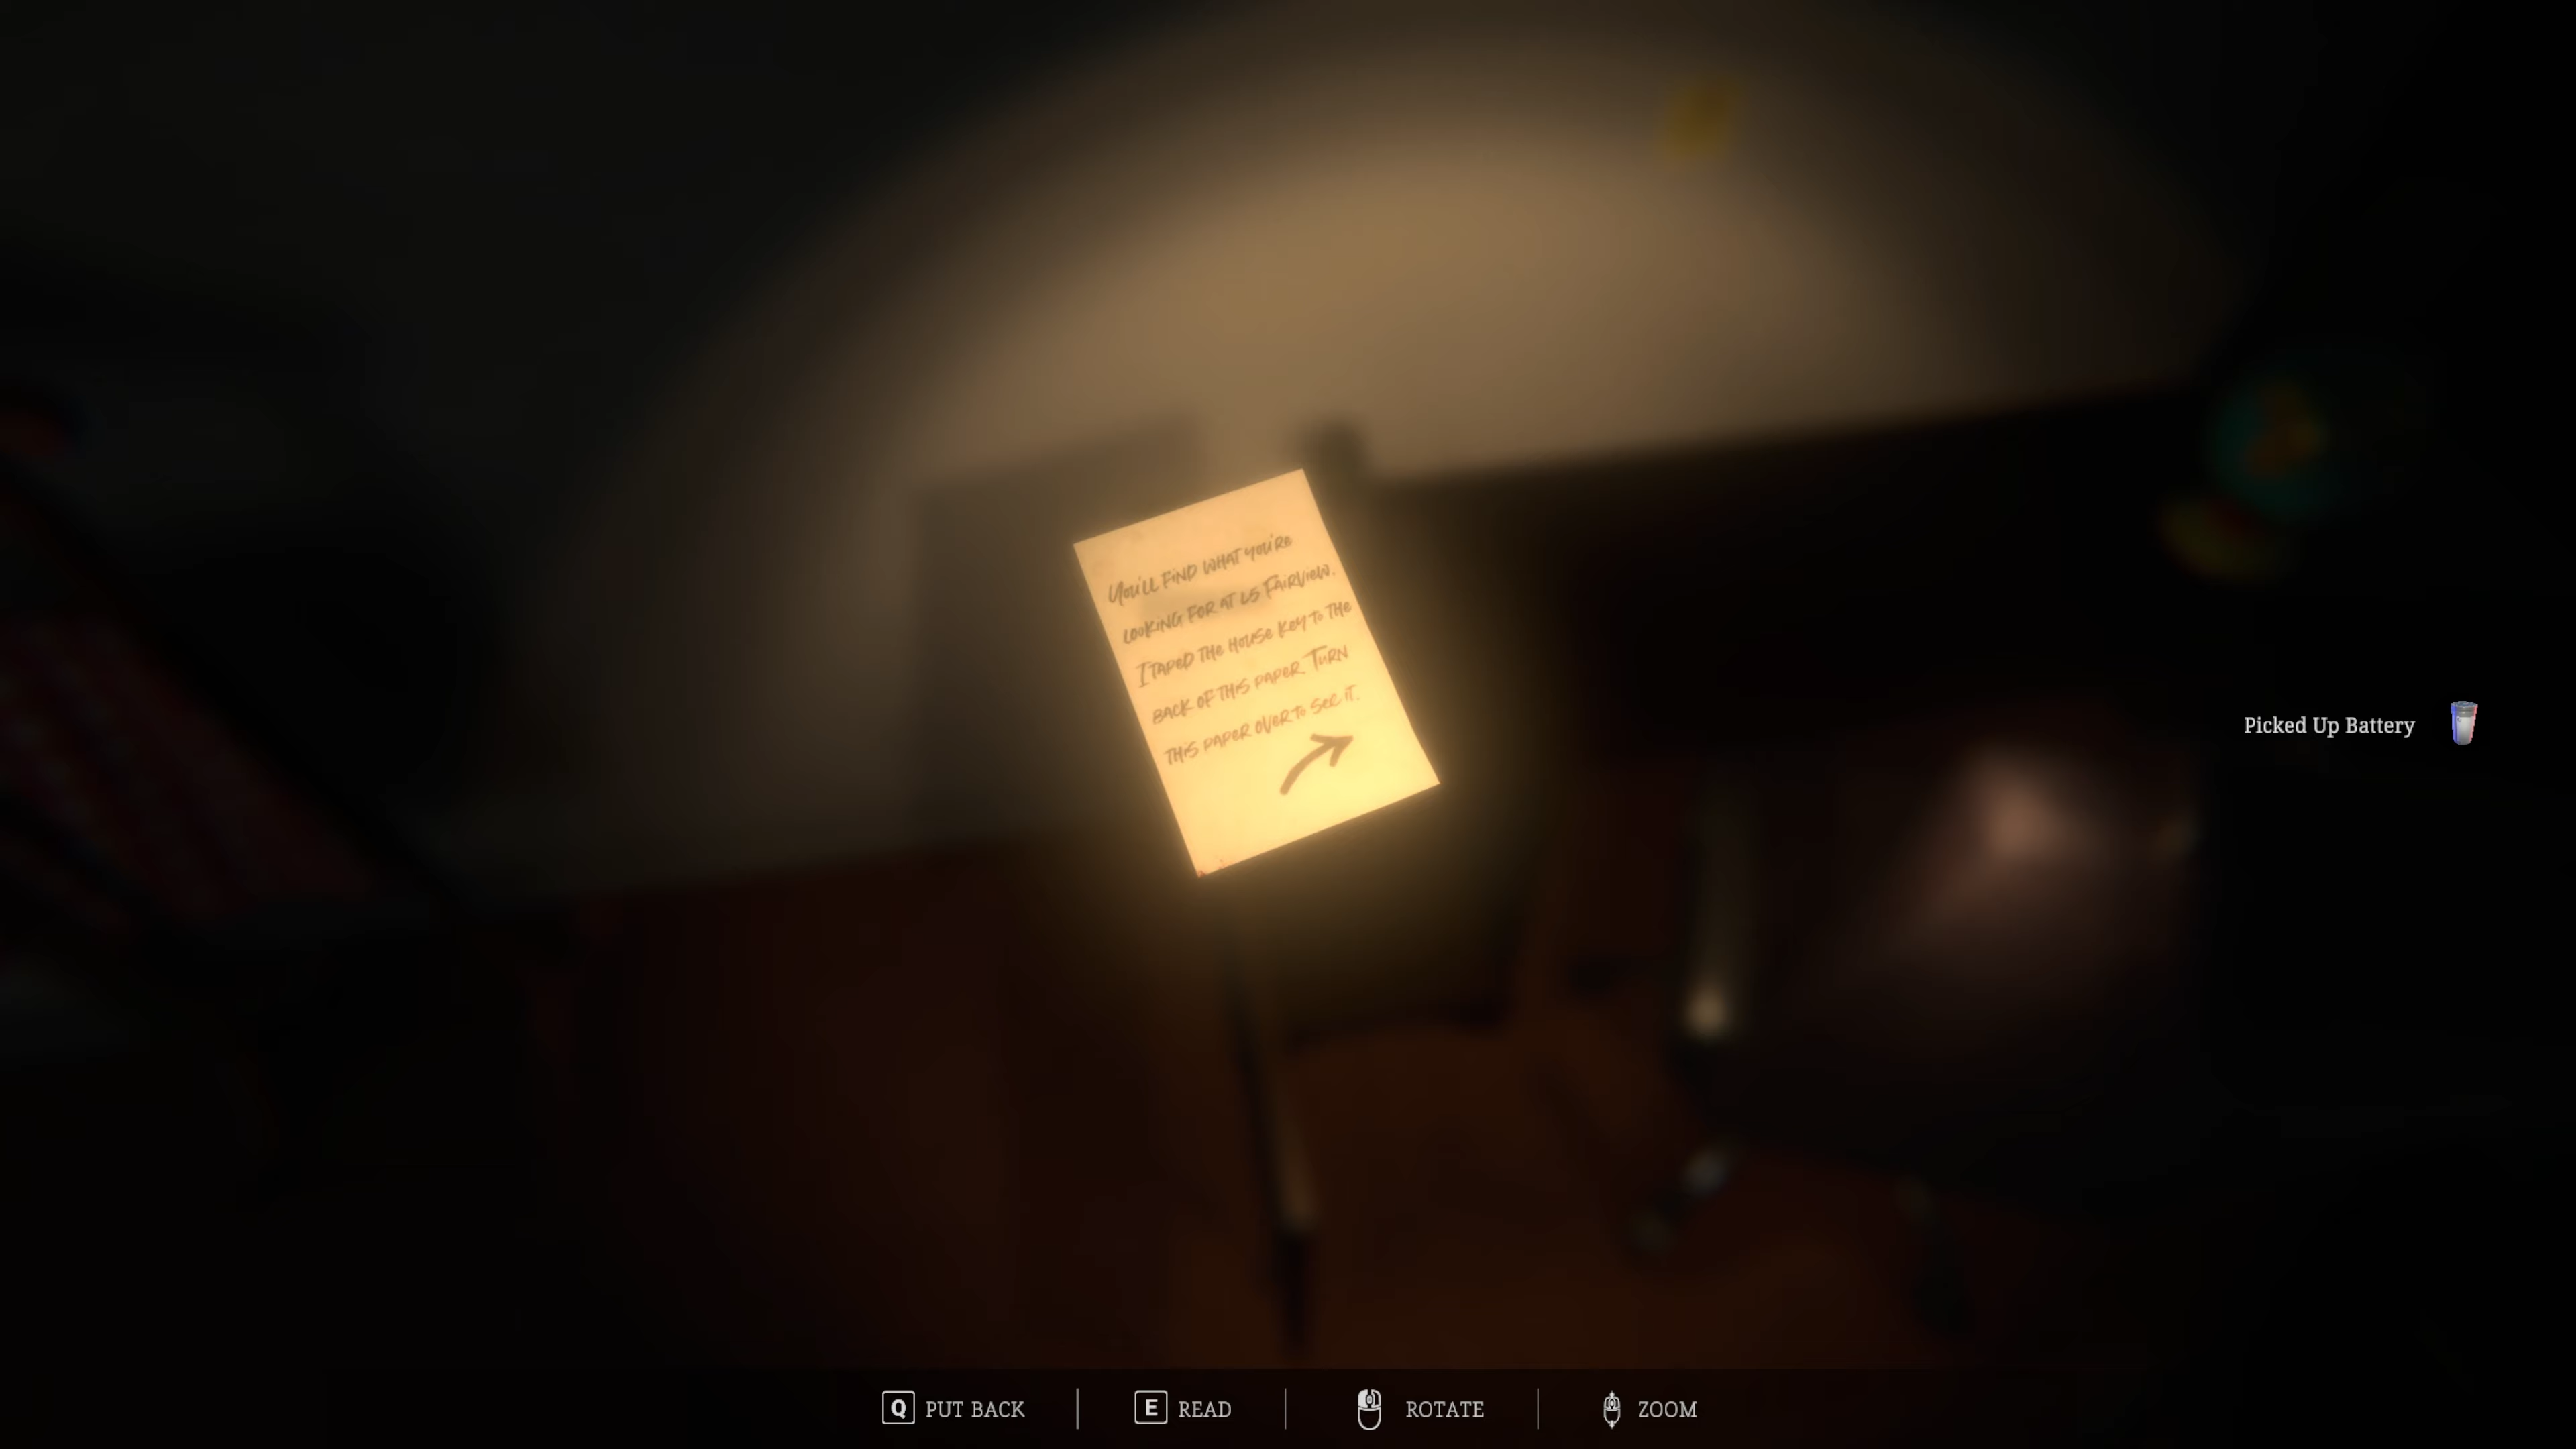 You'll find what you're
looking for at 65 Fairview.
I taped the house key to the
back of this paper. Turn
this paper over to see it.
Picked Up Battery
Q PUT BACK
E READ
ROTATE
ZOOM